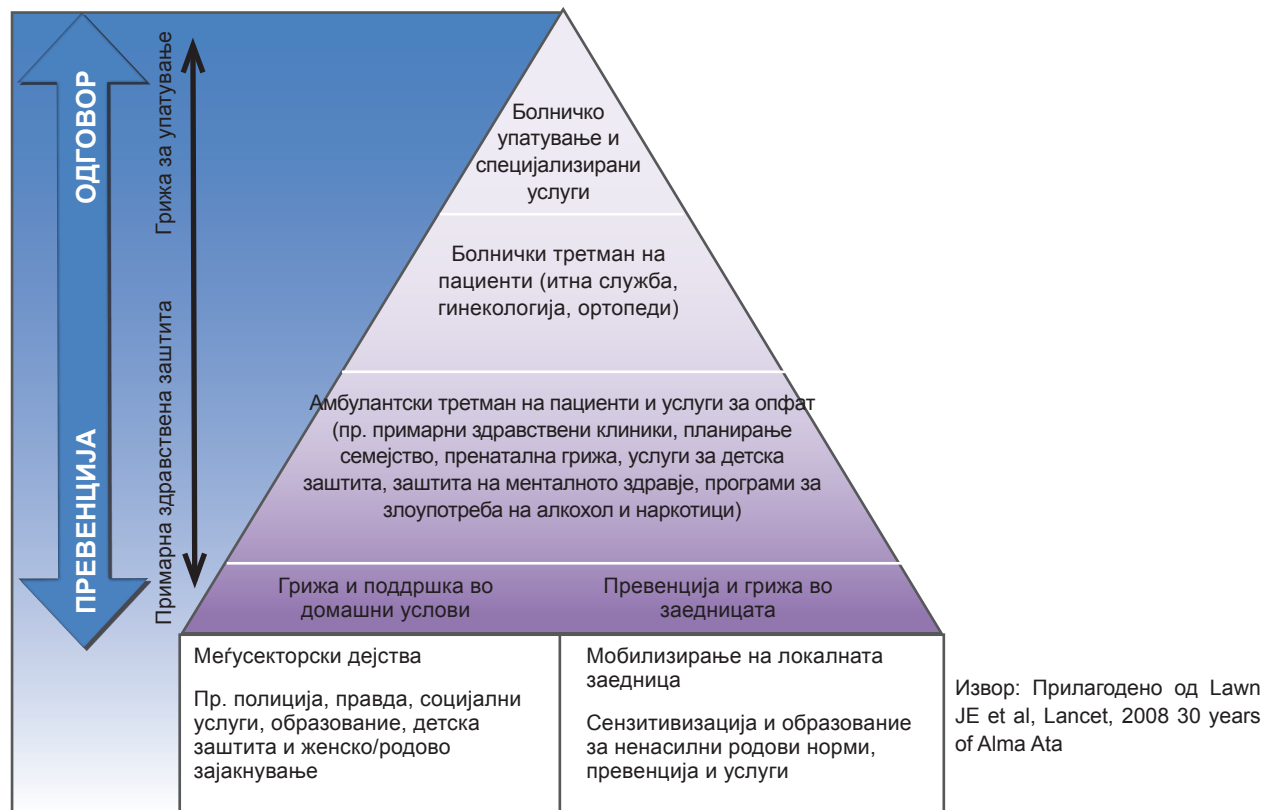 ОДГОВОР
ПРЕВЕНЦИЈА
Грижа за упатување
Примарна здравствена заштита
Болничко
упатување и
специјализирани
услуги
Болнички третман на
пациенти (итна служба,
гинекологија, ортопеди)
Амбулантски третман на пациенти и услуги за опфат
(пр. примарни здравствени клиники, планирање
семејство, пренатална грижа, услуги за детска
заштита, заштита на менталното здравје, програми за
злоупотреба на алкохол и наркотици)
Грижа и поддршка во
домашни услови
Превенција и грижа во
заедницата
Меѓусекторски дејства
Пр. полиција, правда, социјални
услуги, образование, детска
заштита и женско/родово
зајакнување
Мобилизирање на локалната
заедница
Сензитивизација и образование
за ненасилни родови норми,
превенција и услуги
Извор: Прилагодено од Lawn
JE et al, Lancet, 2008 30 years
of Alma Ata